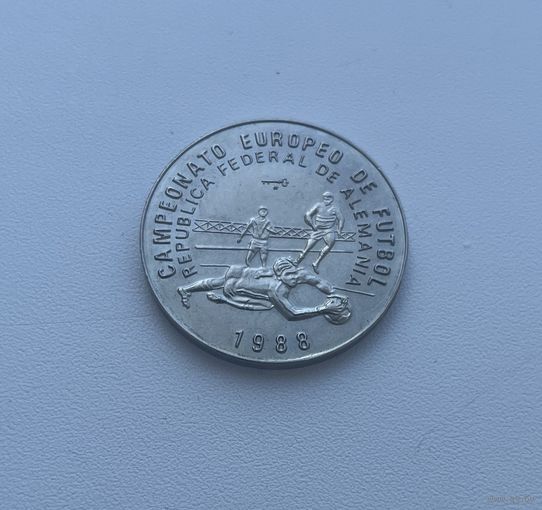 CAMPEONATO EUROPEO DE FUTBOL
REPUBLICA FEDERAL DE ALEMANIA
1988